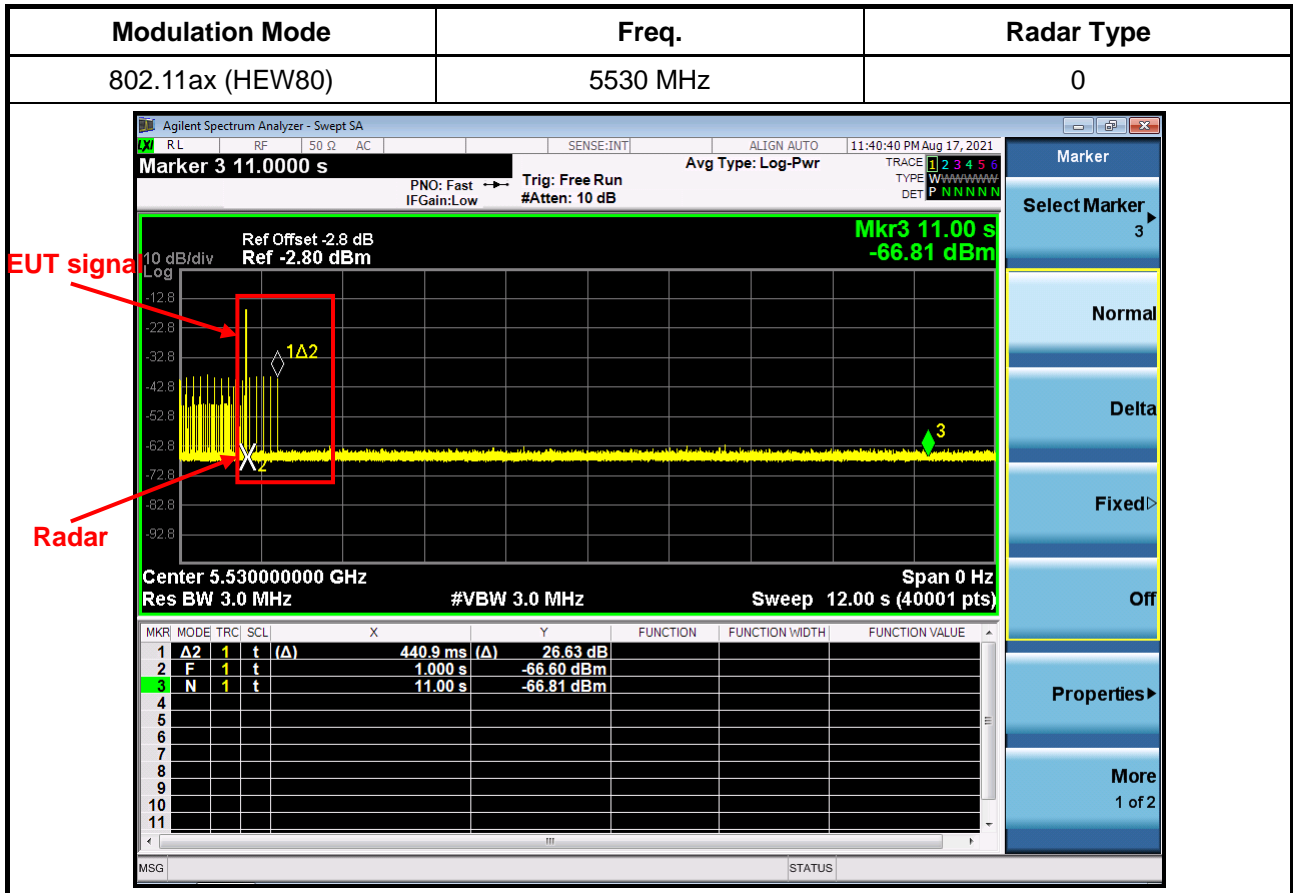 Modulation Mode Freq. Radar Type
802.11ax (HEW80) 5530 MHz 0
Agilent Spectrum Analyzer - Swept SA
LXI RL RF 50 Ω AC SENSE:INT ALIGN AUTO 11:40:40 PM Aug 17, 2021
Marker 3 11.0000 s
PNO: Fast
IFGain:Low
Trig: Free Run
#Atten: 10 dB
Avg Type: Log-Pwr
TRACE 1 2 3 4 5 6
TYPE WWWWWWW
DET P N N N N N
Marker
Select Marker
3
Normal
Delta
Fixed
Off
Properties
More
1 of 2
Mkr3 11.00 s
-66.81 dBm
Ref Offset -2.8 dB
10 dB/div Ref -2.80 dBm
Log
EUT signal
-12.8
-22.8
-32.8
-42.8
-52.8
-62.8
-72.8
-82.8
-92.8
1Δ2
2
3
Radar
Center 5.530000000 GHz Span 0 Hz
Res BW 3.0 MHz #VBW 3.0 MHz Sweep 12.00 s (40001 pts)
MKR MODE TRC SCL X Y FUNCTION FUNCTION WIDTH FUNCTION VALUE
1 Δ2 1 t (Δ) 440.9 ms (Δ) 26.63 dB
2 F 1 t 1.000 s -66.60 dBm
3 N 1 t 11.00 s -66.81 dBm
4
5
6
7
8
9
10
11
MSG STATUS